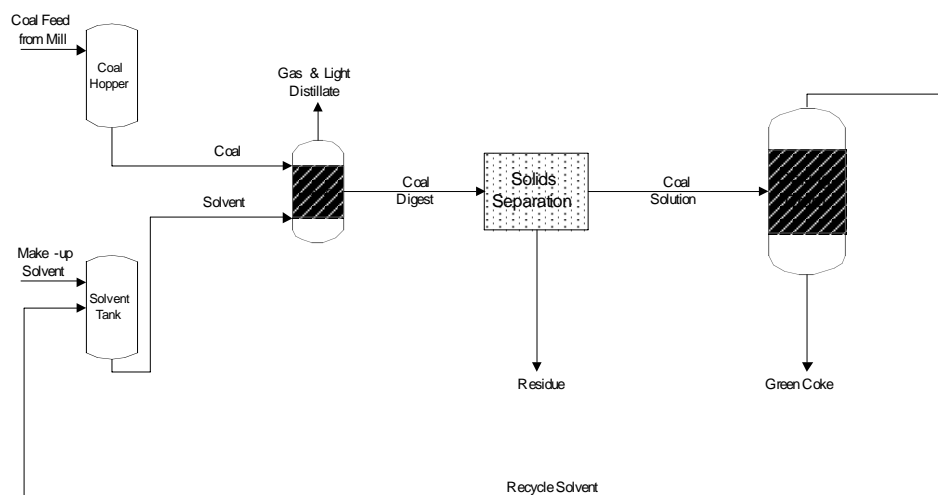 Coal Feed
from Mill
Coal
Hopper
Gas & Light
Distillate
Coal
Solvent
Coal
Digest
Solids
Separation
Coal
Solution
Make -up
Solvent
Solvent
Tank
Residue
Green Coke
Recycle Solvent